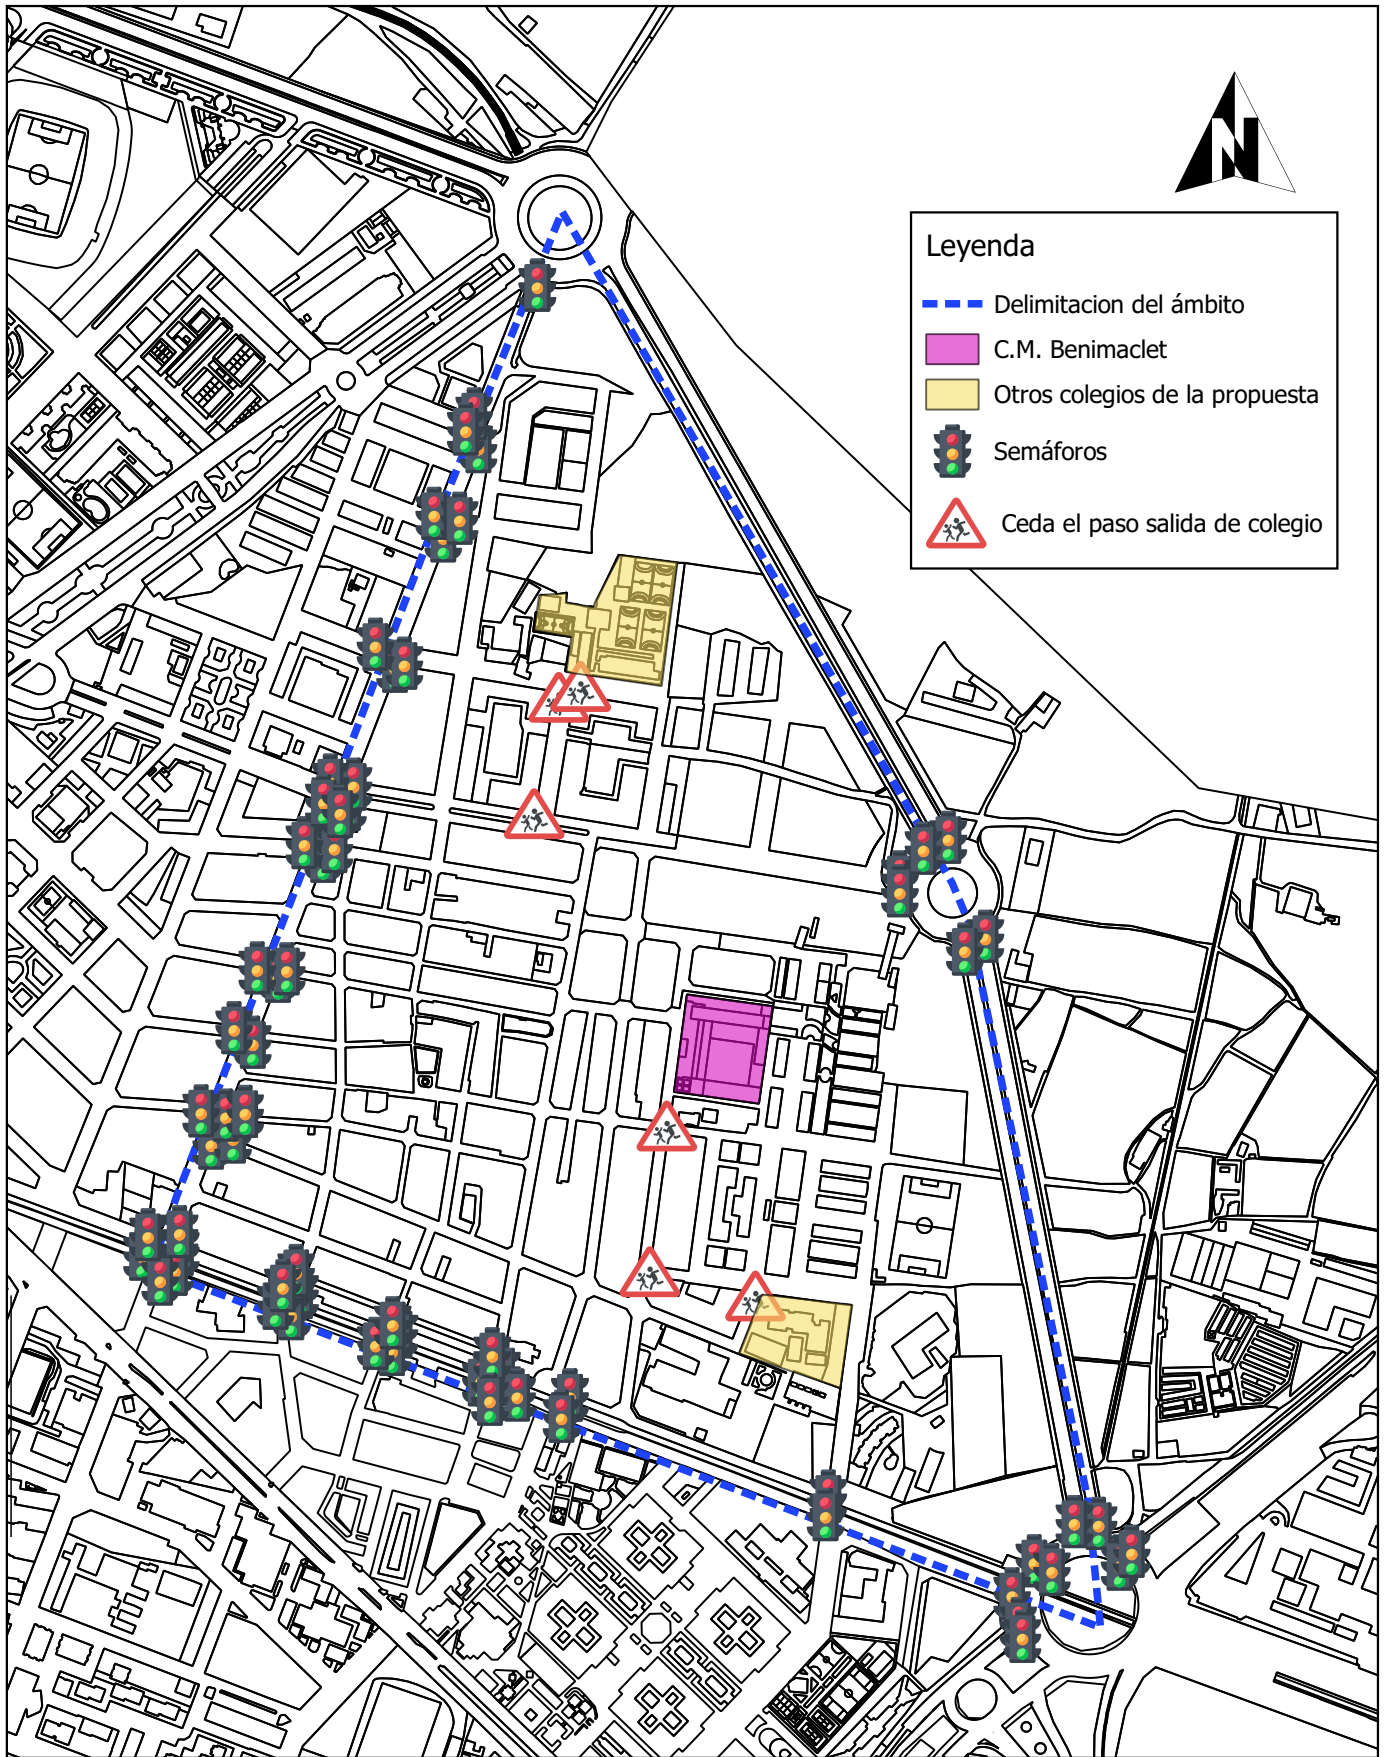 N
Leyenda
Delimitacion del ámbito
C.M. Benimaclet
Otros colegios de la propuesta
Semáforos
Ceda el paso salida de colegio